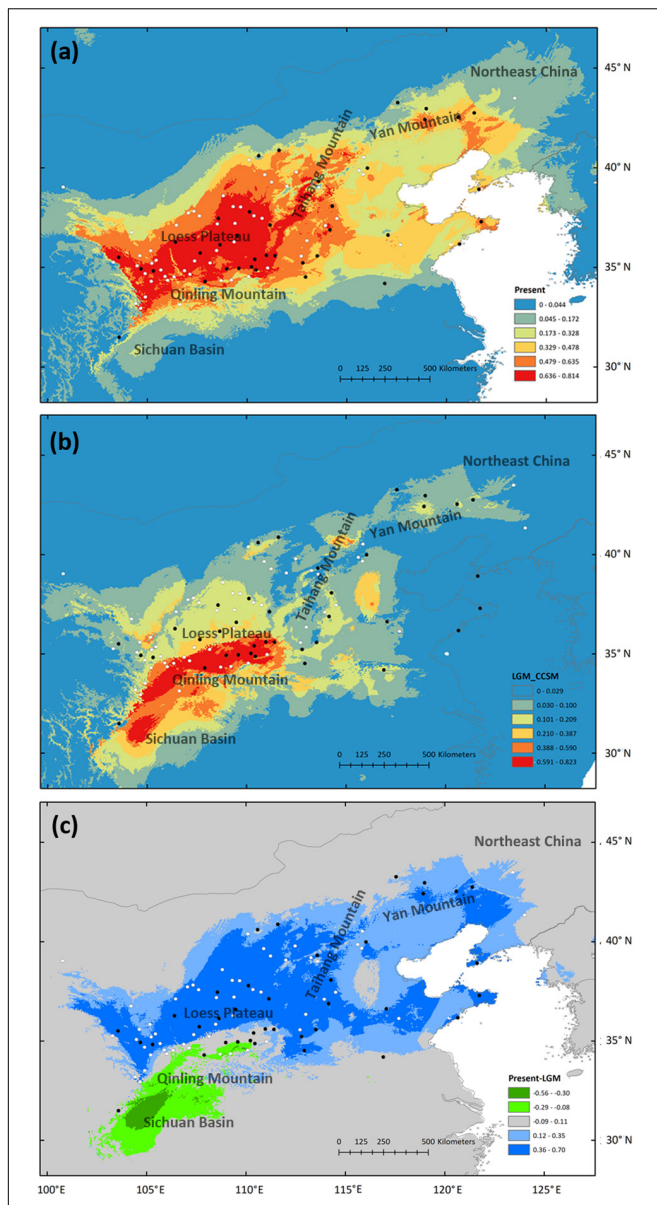 (a)
Northeast China
45° N
Yan Mountain
Taihang Mountain
40° N
Loess Plateau
35° N
Qinling Mountain
Present
0 - 0.044
0.045 - 0.172
0.173 - 0.328
0.329 - 0.478
0.479 - 0.635
0.636 - 0.814
Sichuan Basin
0 125 250 500 Kilometers
30° N
(b)
Northeast China
45° N
Yan Mountain
Taihang Mountain
40° N
Loess Plateau
35° N
Qinling Mountain
LGM_CCSM
0 - 0.029
0.030 - 0.100
0.101 - 0.209
0.210 - 0.387
0.388 - 0.590
0.591 - 0.823
Sichuan Basin
0 125 250 500 Kilometers
30° N
(c)
Northeast China
45° N
Yan Mountain
Taihang Mountain
40° N
Loess Plateau
35° N
Qinling Mountain
Present-LGM
-0.56 - -0.30
-0.29 - -0.08
-0.09 - 0.11
0.12 - 0.35
0.36 - 0.70
Sichuan Basin
0 125 250 500 Kilometers
30° N
100°E 105°E 110°E 115°E 120°E 125°E